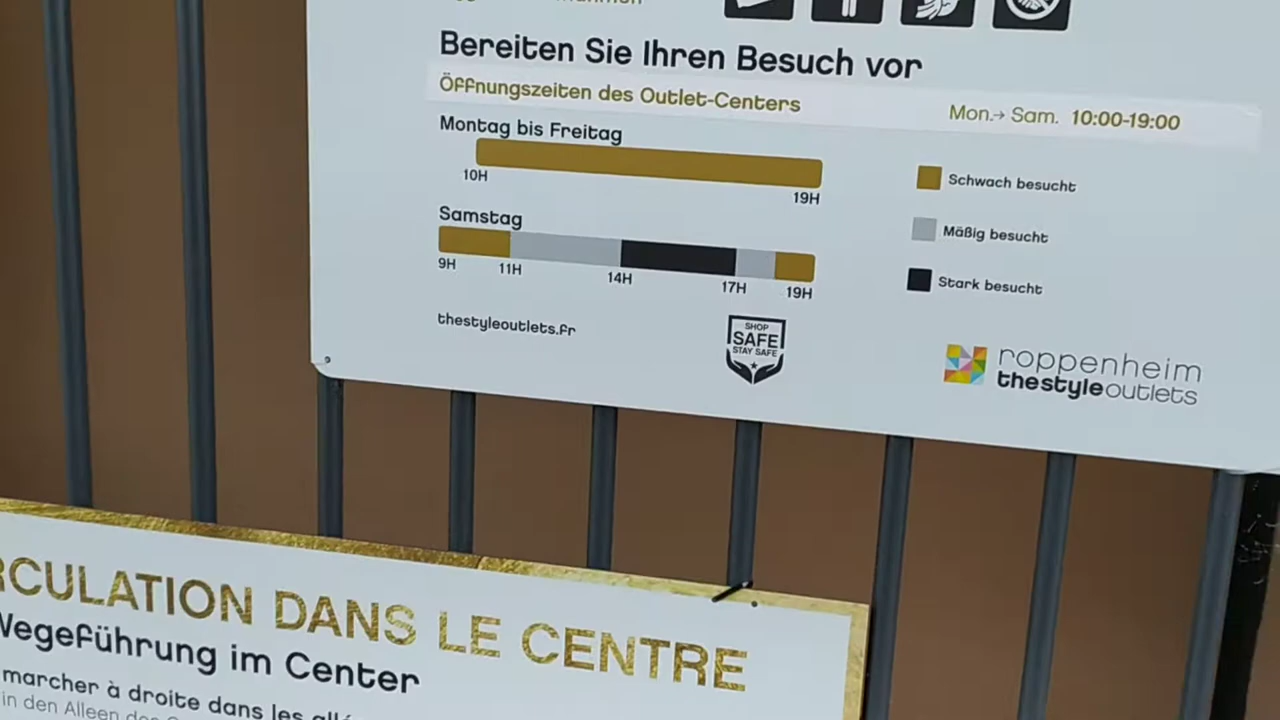 Bereiten Sie Ihren Besuch vor
Öffnungszeiten des Outlet-Centers
Mon.→ Sam. 10:00-19:00
Montag bis Freitag
10H
19H
Samstag
9H
11H
14H
17H
19H
Schwach besucht
Mäßig besucht
Stark besucht
thestyleoutlets.fr
SHOP
SAFE
STAY SAFE
roppenheim
thestyleoutlets
RCULATION DANS LE CENTRE
Wegeführung im Center
marcher à droite dans les
in den Alleen des